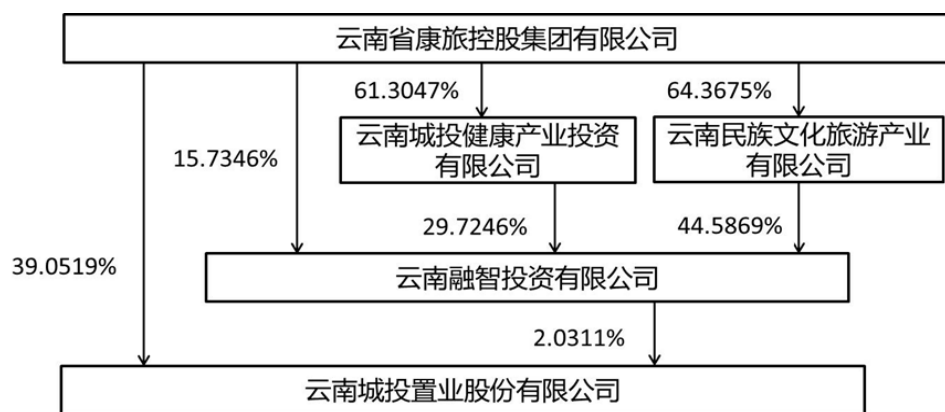 云南省康旅控股集团有限公司
61.3047%
64.3675%
云南城投健康产业投资
有限公司
云南民族文化旅游产业
有限公司
15.7346%
29.7246%
44.5869%
39.0519%
云南融智投资有限公司
2.0311%
云南城投置业股份有限公司